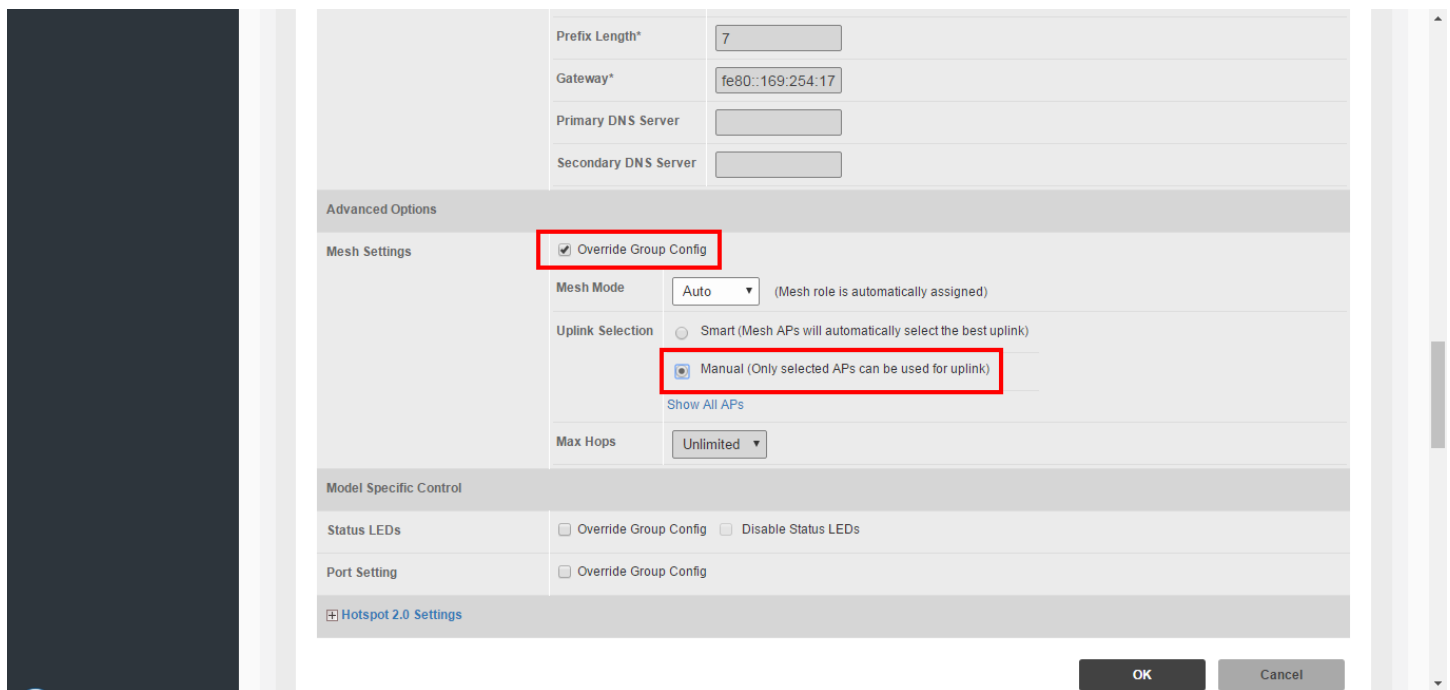 Prefix Length* 7
Gateway* fe80::169:254:17
Primary DNS Server
Secondary DNS Server
Advanced Options
Mesh Settings Override Group Config
Mesh Mode Auto (Mesh role is automatically assigned)
Uplink Selection Smart (Mesh APs will automatically select the best uplink)
Manual (Only selected APs can be used for uplink)
Show All APs
Max Hops Unlimited
Model Specific Control
Status LEDs Override Group Config Disable Status LEDs
Port Setting Override Group Config
Hotspot 2.0 Settings
OK Cancel